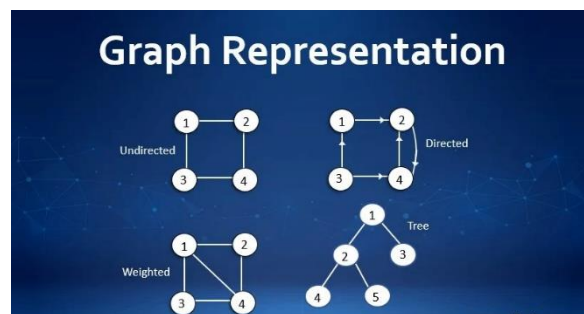 Graph Representation
1 2
Undirected
3 4
1 2
Directed
3 4
1 2
Weighted
3 4
1
Tree
2 3
4 5